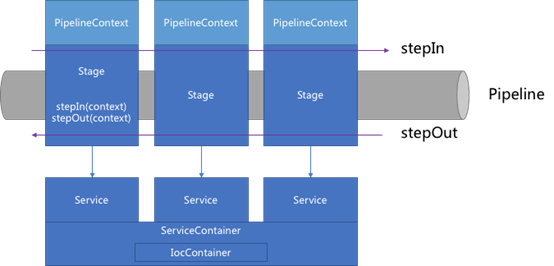 PipelineContext
PipelineContext
PipelineContext
stepIn
Stage
stepIn(context)
stepOut(context)
Stage
Stage
Pipeline
stepOut
Service
Service
Service
ServiceContainer
IocContainer